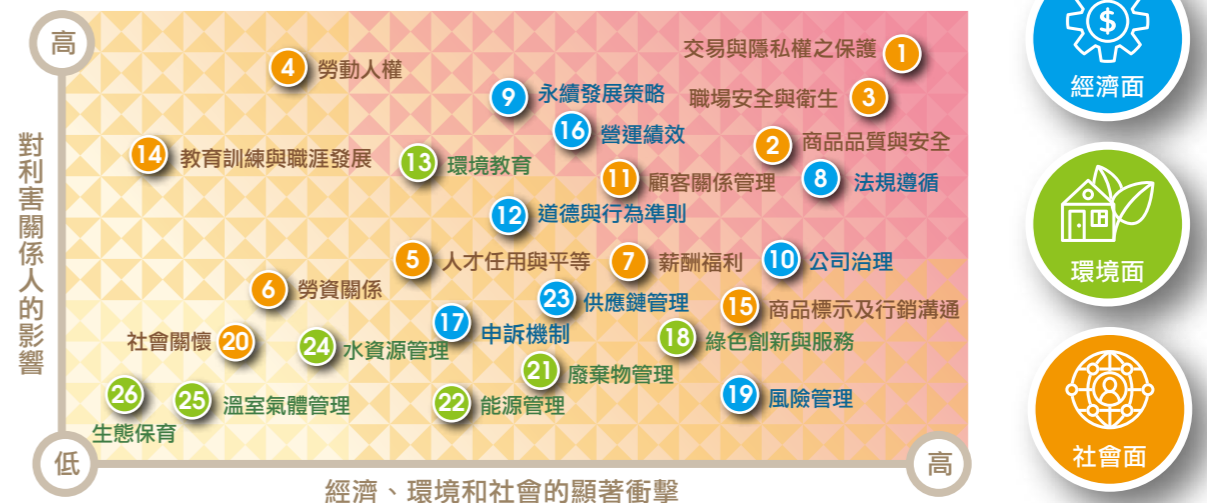 高
對利害關係人的影響
低
高
經濟、環境和社會的顯著衝擊
1 交易與隱私權之保護
4 勞動人權
9 永續發展策略
3 職場安全與衛生
16 營運績效
2 商品品質與安全
14 教育訓練與職涯發展
13 環境教育
11 顧客關係管理
8 法規遵循
12 道德與行為準則
5 人才任用與平等
7 薪酬福利
10 公司治理
6 勞資關係
23 供應鏈管理
15 商品標示及行銷溝通
17 申訴機制
18 綠色創新與服務
社會關懷 20
24 水資源管理
21 廢棄物管理
26 生態保育
25 溫室氣體管理
22 能源管理
19 風險管理
$
經濟面
環境面
社會面